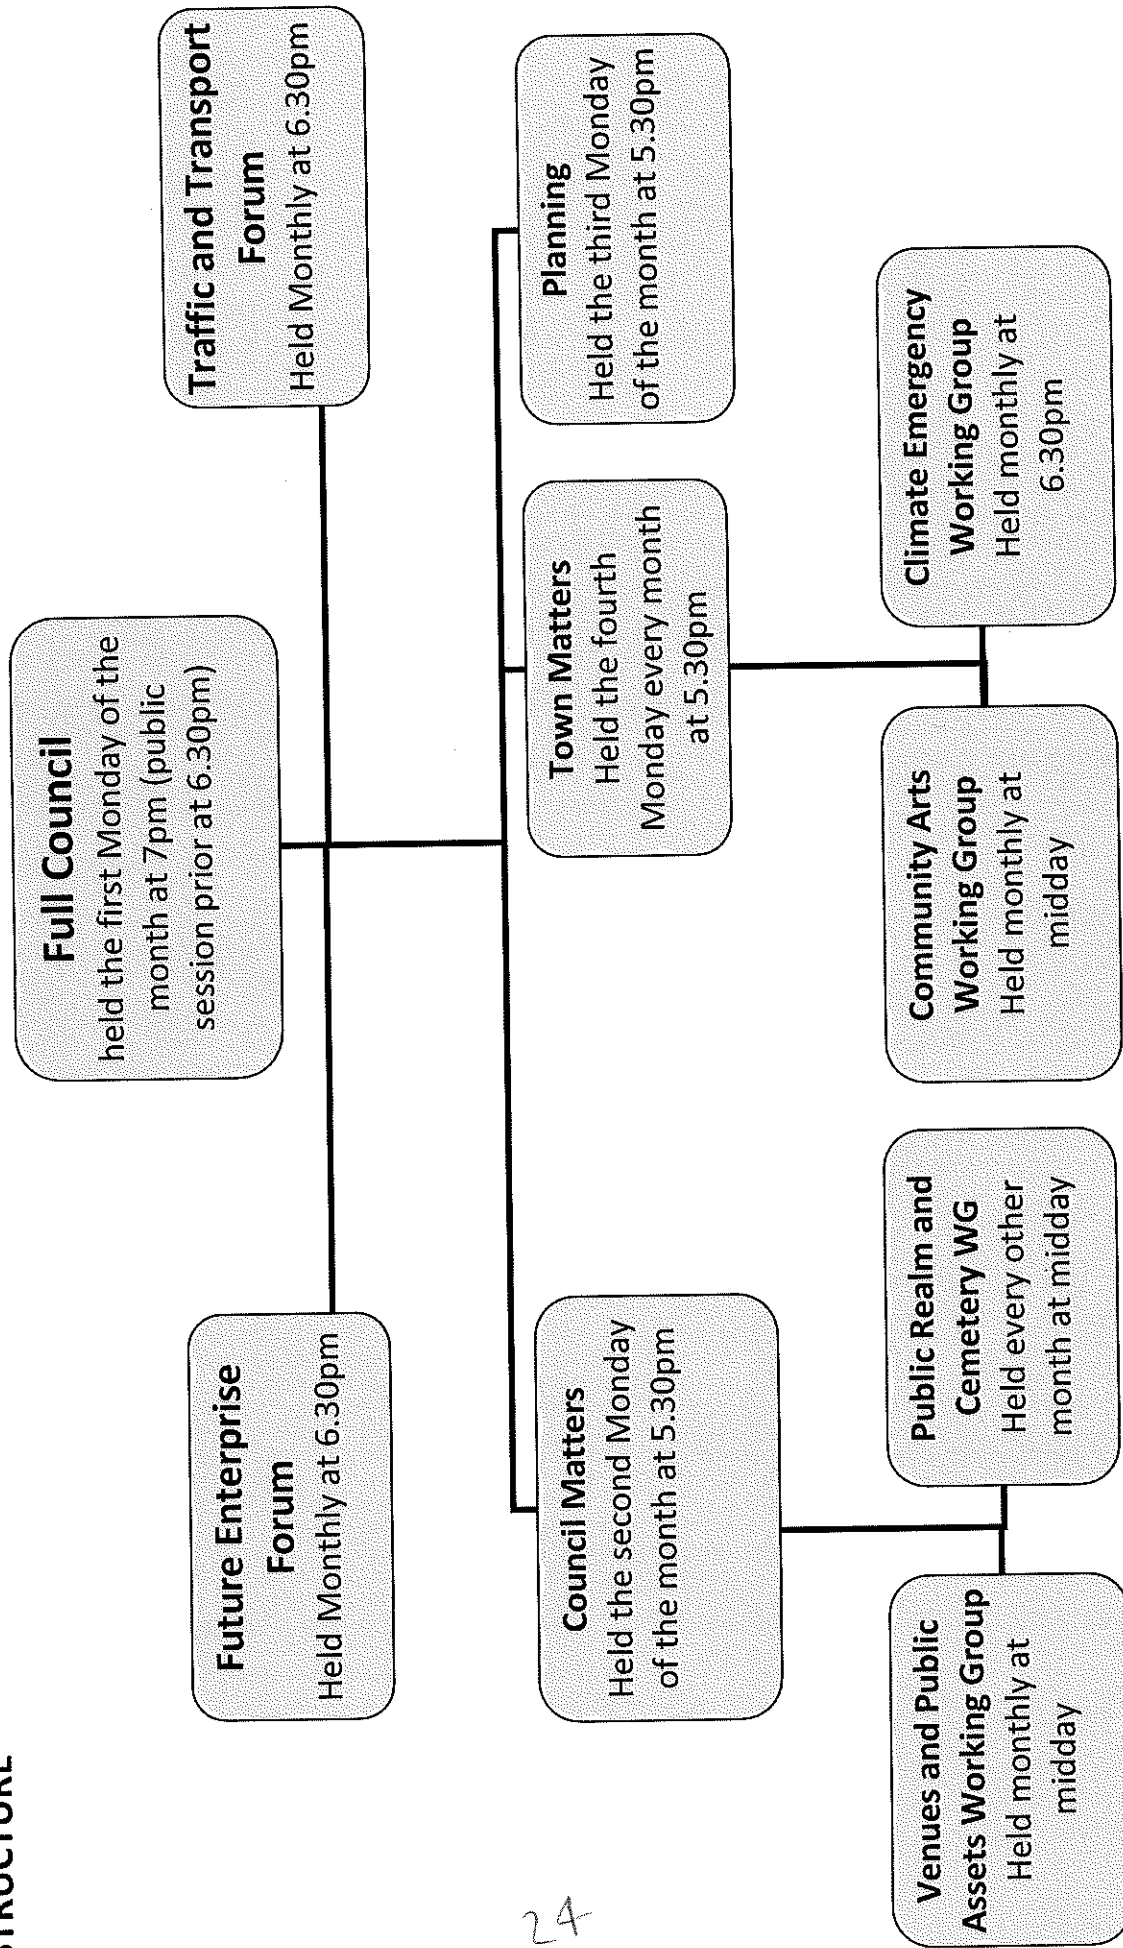 STRUCTURE
Full Council
held the first Monday of the
month at 7pm (public
session prior at 6.30pm)
Future Enterprise
Forum
Held Monthly at 6.30pm
Traffic and Transport
Forum
Held Monthly at 6.30pm
Council Matters
Held the second Monday
of the month at 5.30pm
Town Matters
Held the fourth
Monday every month
at 5.30pm
Planning
Held the third Monday
of the month at 5.30pm
Venues and Public
Assets Working Group
Held monthly at
midday
Public Realm and
Cemetery WG
Held every other
month at midday
Community Arts
Working Group
Held monthly at
midday
Climate Emergency
Working Group
Held monthly at
6.30pm
24